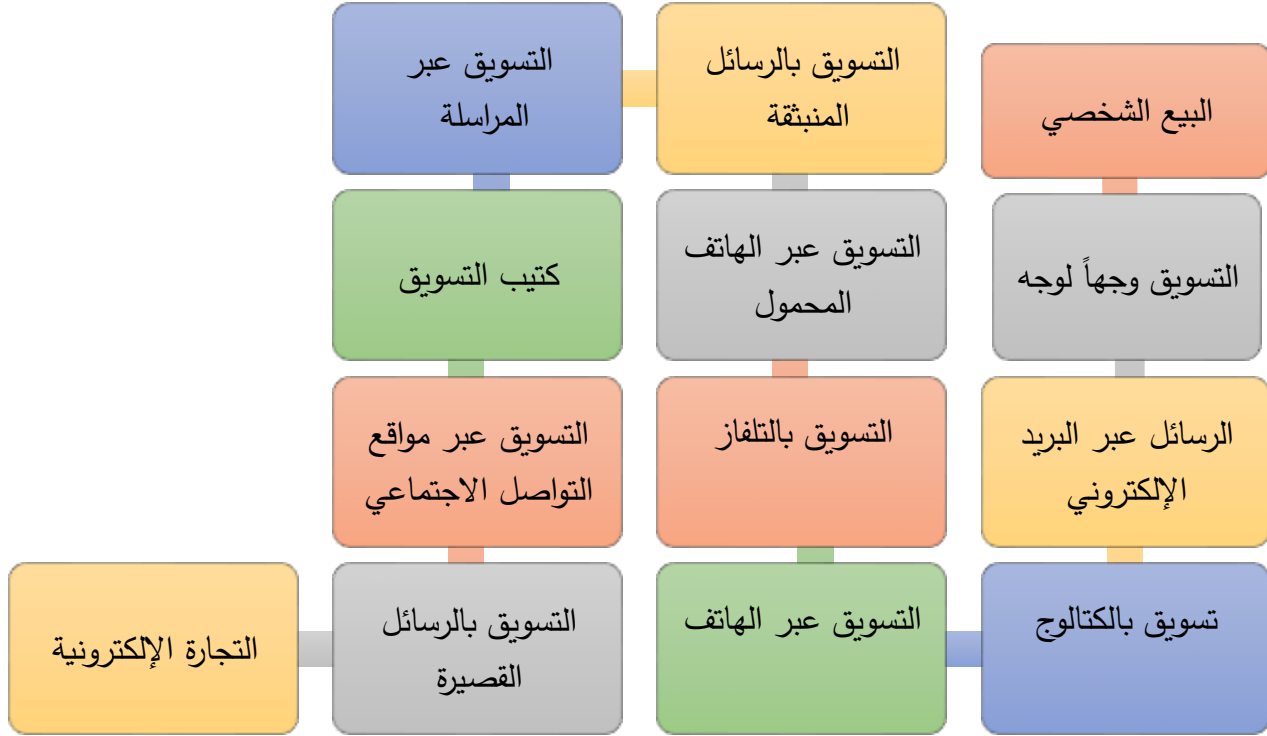 البيع الشخصي
التسويق وجهاً لوجه
الرسائل عبر البريد
الإلكتروني
تسويق بالكتالوج
التسويق عبر الهاتف
التسويق بالتلفاز
التسويق عبر الهاتف
المحمول
التسويق بالرسائل
المنبثقة
التسويق عبر
المراسلة
كتيب التسويق
التسويق عبر مواقع
التواصل الاجتماعي
التسويق بالرسائل
القصيرة
التجارة الإلكترونية